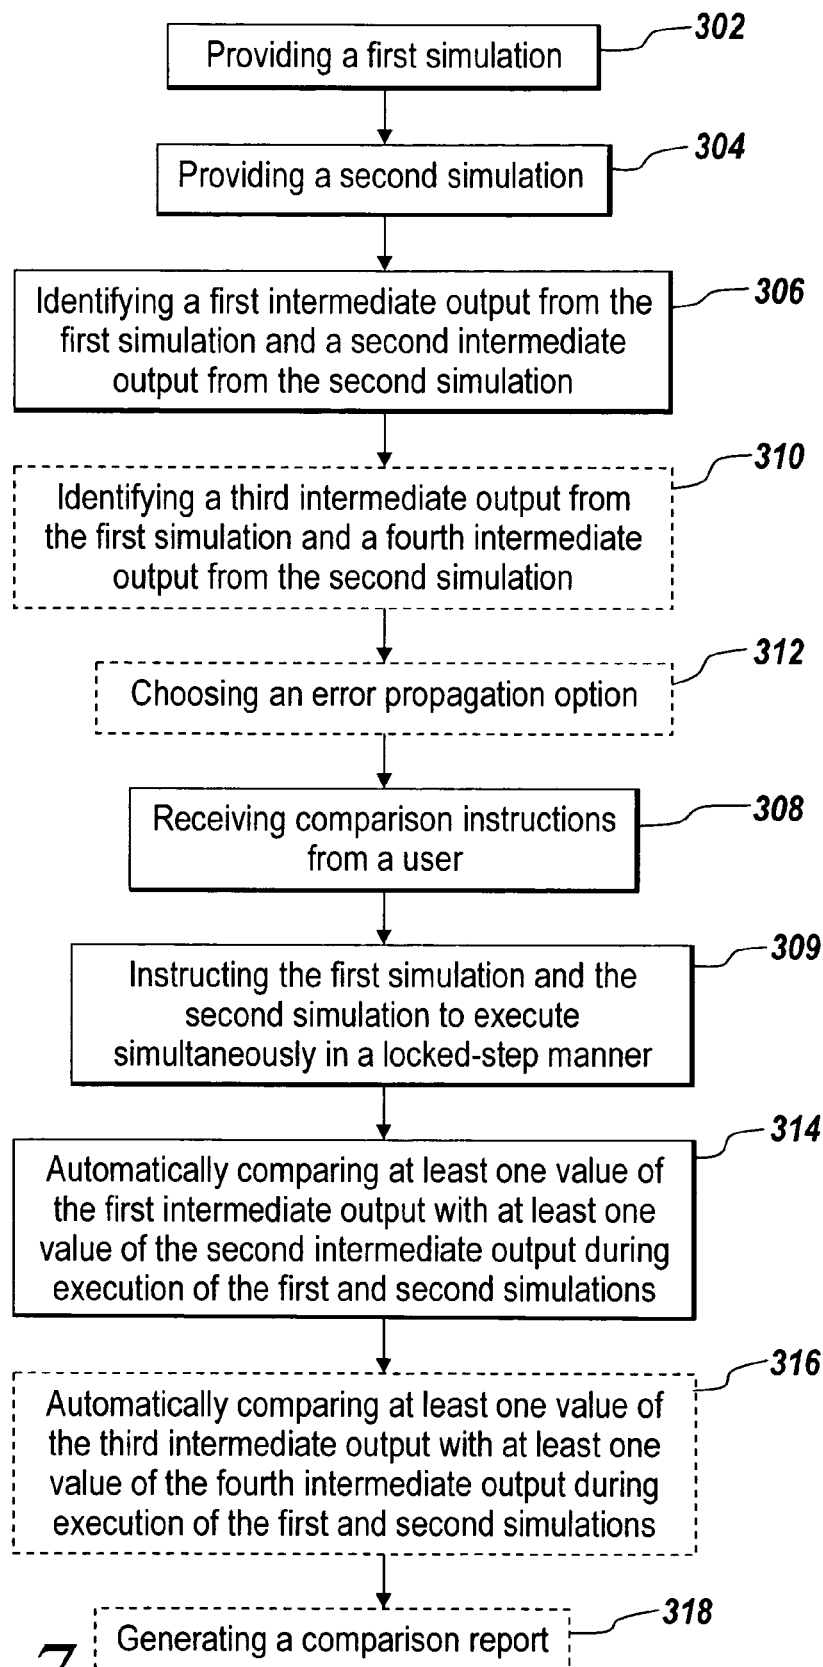 302
Providing a first simulation
304
Providing a second simulation
306
Identifying a first intermediate output from the
first simulation and a second intermediate
output from the second simulation
310
Identifying a third intermediate output from
the first simulation and a fourth intermediate
output from the second simulation
312
Choosing an error propagation option
308
Receiving comparison instructions
from a user
309
Instructing the first simulation and the
second simulation to execute
simultaneously in a locked-step manner
314
Automatically comparing at least one value of
the first intermediate output with at least one
value of the second intermediate output during
execution of the first and second simulations
316
Automatically comparing at least one value of
the third intermediate output with at least one
value of the fourth intermediate output during
execution of the first and second simulations
318
Generating a comparison report